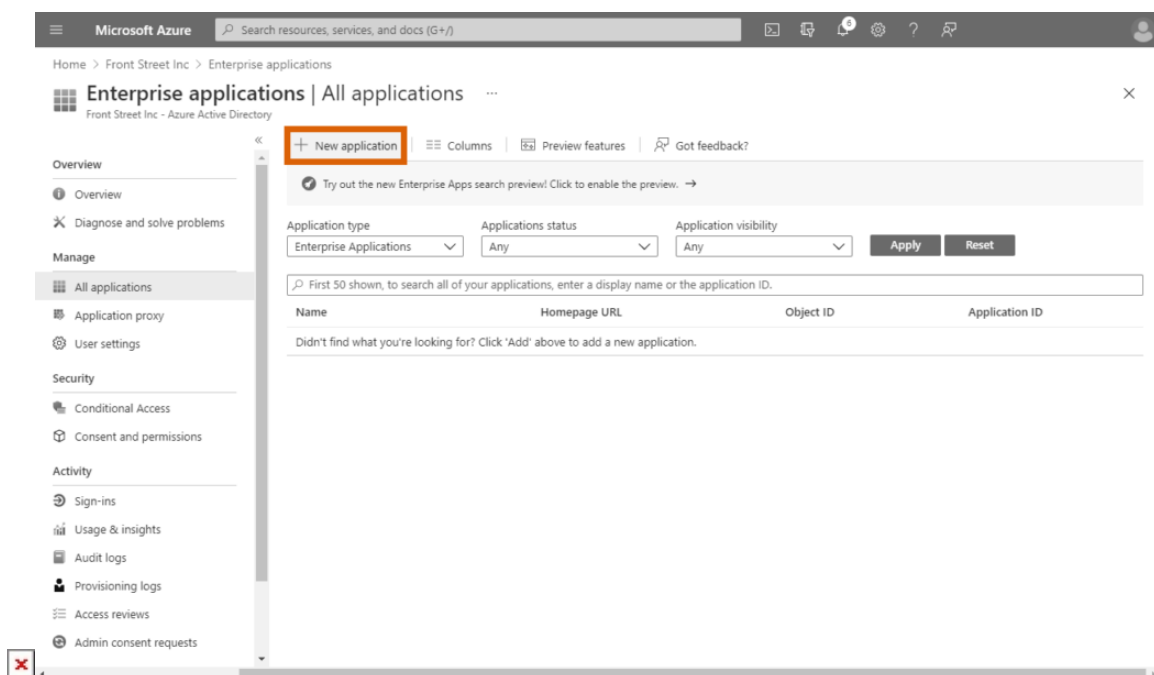 Microsoft Azure
Search resources, services, and docs (G+/)
6
Home > Front Street Inc > Enterprise applications
Enterprise applications | All applications ...
Front Street Inc - Azure Active Directory
«
+ New application
Columns
Preview features
Got feedback?
Overview
Overview
Diagnose and solve problems
Manage
All applications
Application proxy
User settings
Security
Conditional Access
Consent and permissions
Activity
Sign-ins
Usage & insights
Audit logs
Provisioning logs
Access reviews
Admin consent requests
Try out the new Enterprise Apps search preview! Click to enable the preview. →
Application type
Enterprise Applications
Applications status
Any
Application visibility
Any
Apply
Reset
First 50 shown, to search all of your applications, enter a display name or the application ID.
Name Homepage URL Object ID Application ID
Didn't find what you're looking for? Click 'Add' above to add a new application.